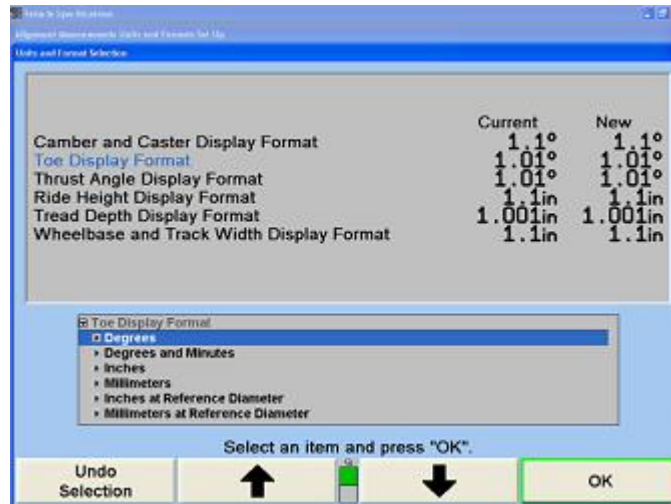 Units and Format Selection
Current New
Camber and Caster Display Format 1.1° 1.1°
Toe Display Format 1.01° 1.01°
Thrust Angle Display Format 1.01° 1.01°
Ride Height Display Format 1.1in 1.1in
Tread Depth Display Format 1.001in 1.001in
Wheelbase and Track Width Display Format 1.1in 1.1in
Toe Display Format
Degrees
Degrees and Minutes
Inches
Millimeters
Inches at Reference Diameter
Millimeters at Reference Diameter
Select an item and press "OK".
Undo
Selection
OK